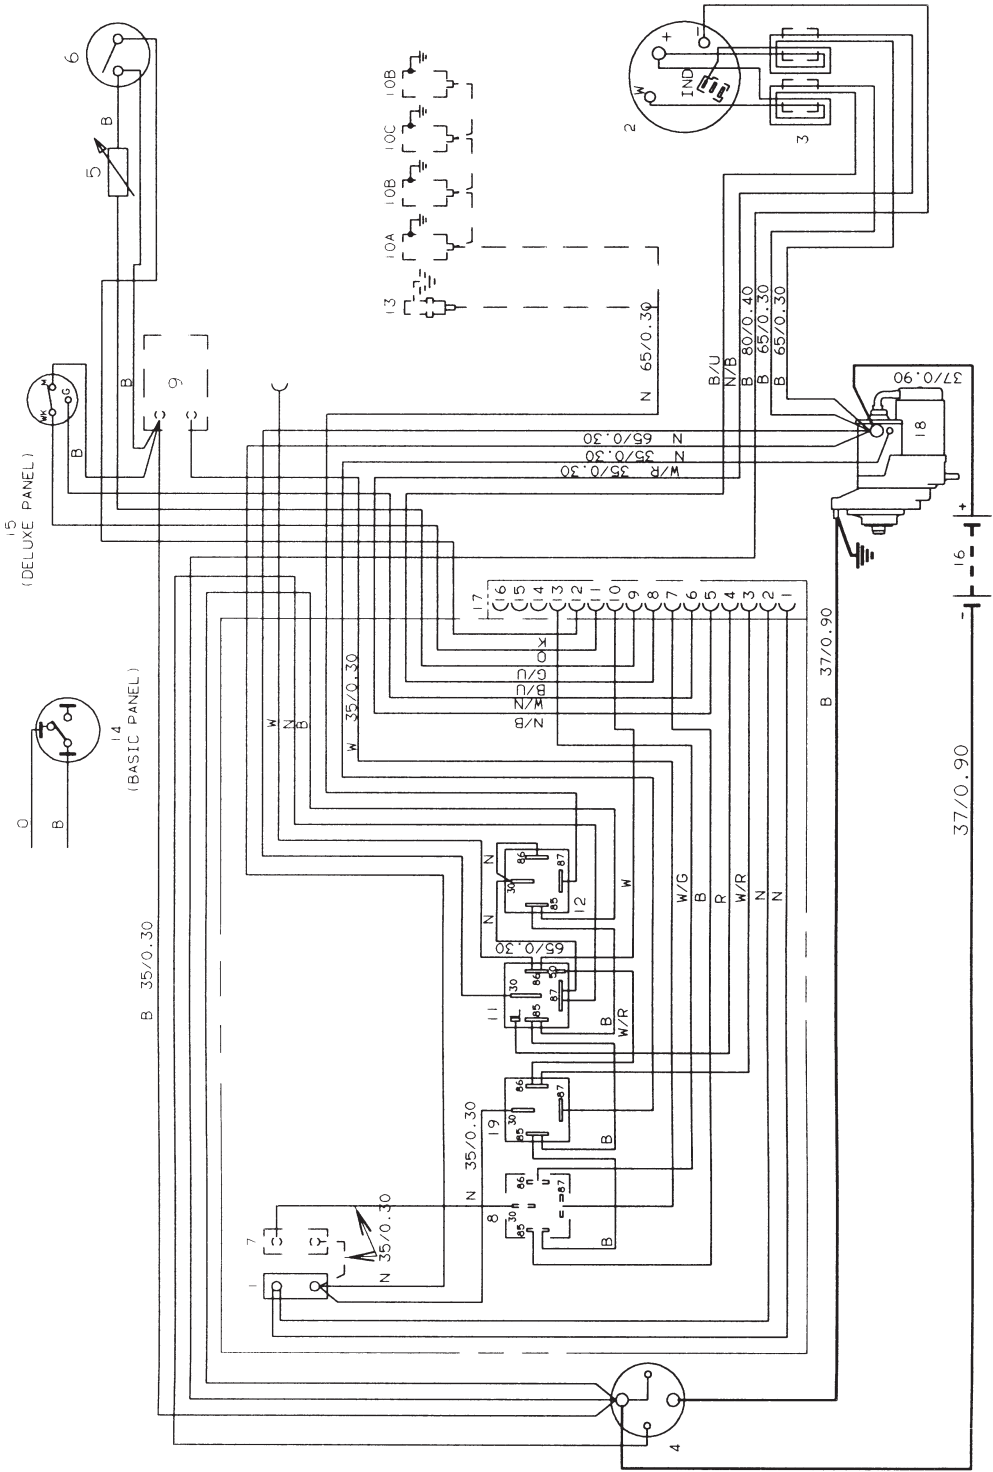 6
B
5
15
(DELUXE PANEL)
WK
M
G
B
B
9
14
(BASIC PANEL)
O
B
10B
10C
10B
10A
13
N 65/0.30
2
W
+
-
IND
3
B/U
N/B
B 80/0.40
B 65/0.30
B 65/0.30
N 65/0.30
N 35/0.30
W/R 35/0.30
37/0.90
18
+
16
-
B 37/0.90
37/0.90
17
16
15
14
13
12
11
10
9
8
7
6
5
4
3
2
1
K
O
G/U
B/U
W/N
N/B
W 35/0.30
W
N
B
B 35/0.30
N
86
30
87
85
12
N
65/0.30
W
W/G
B
R
W/R
N
N
30
86
50
87
85
11
L
B
W/R
86
30
87
85
19
B
N 35/0.30
86
30
87
85
8
B
7
1
N 35/0.30
4